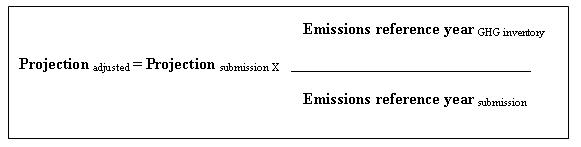 Emissions reference year GHG inventory
Projection adjusted = Projection submission X
Emissions reference year submission